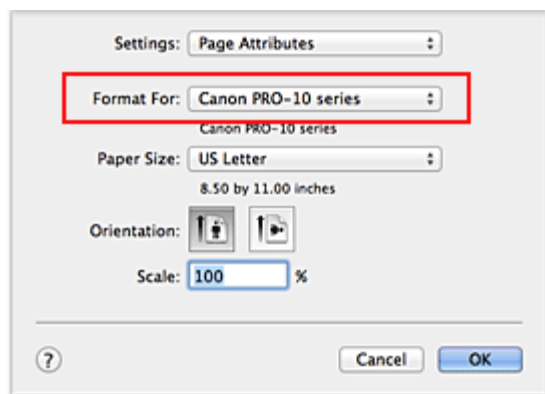 Settings: Page Attributes
Format For: Canon PRO-10 series
Canon PRO-10 series
Paper Size: US Letter
8.50 by 11.00 inches
Orientation:
Scale: 100 %
? Cancel OK